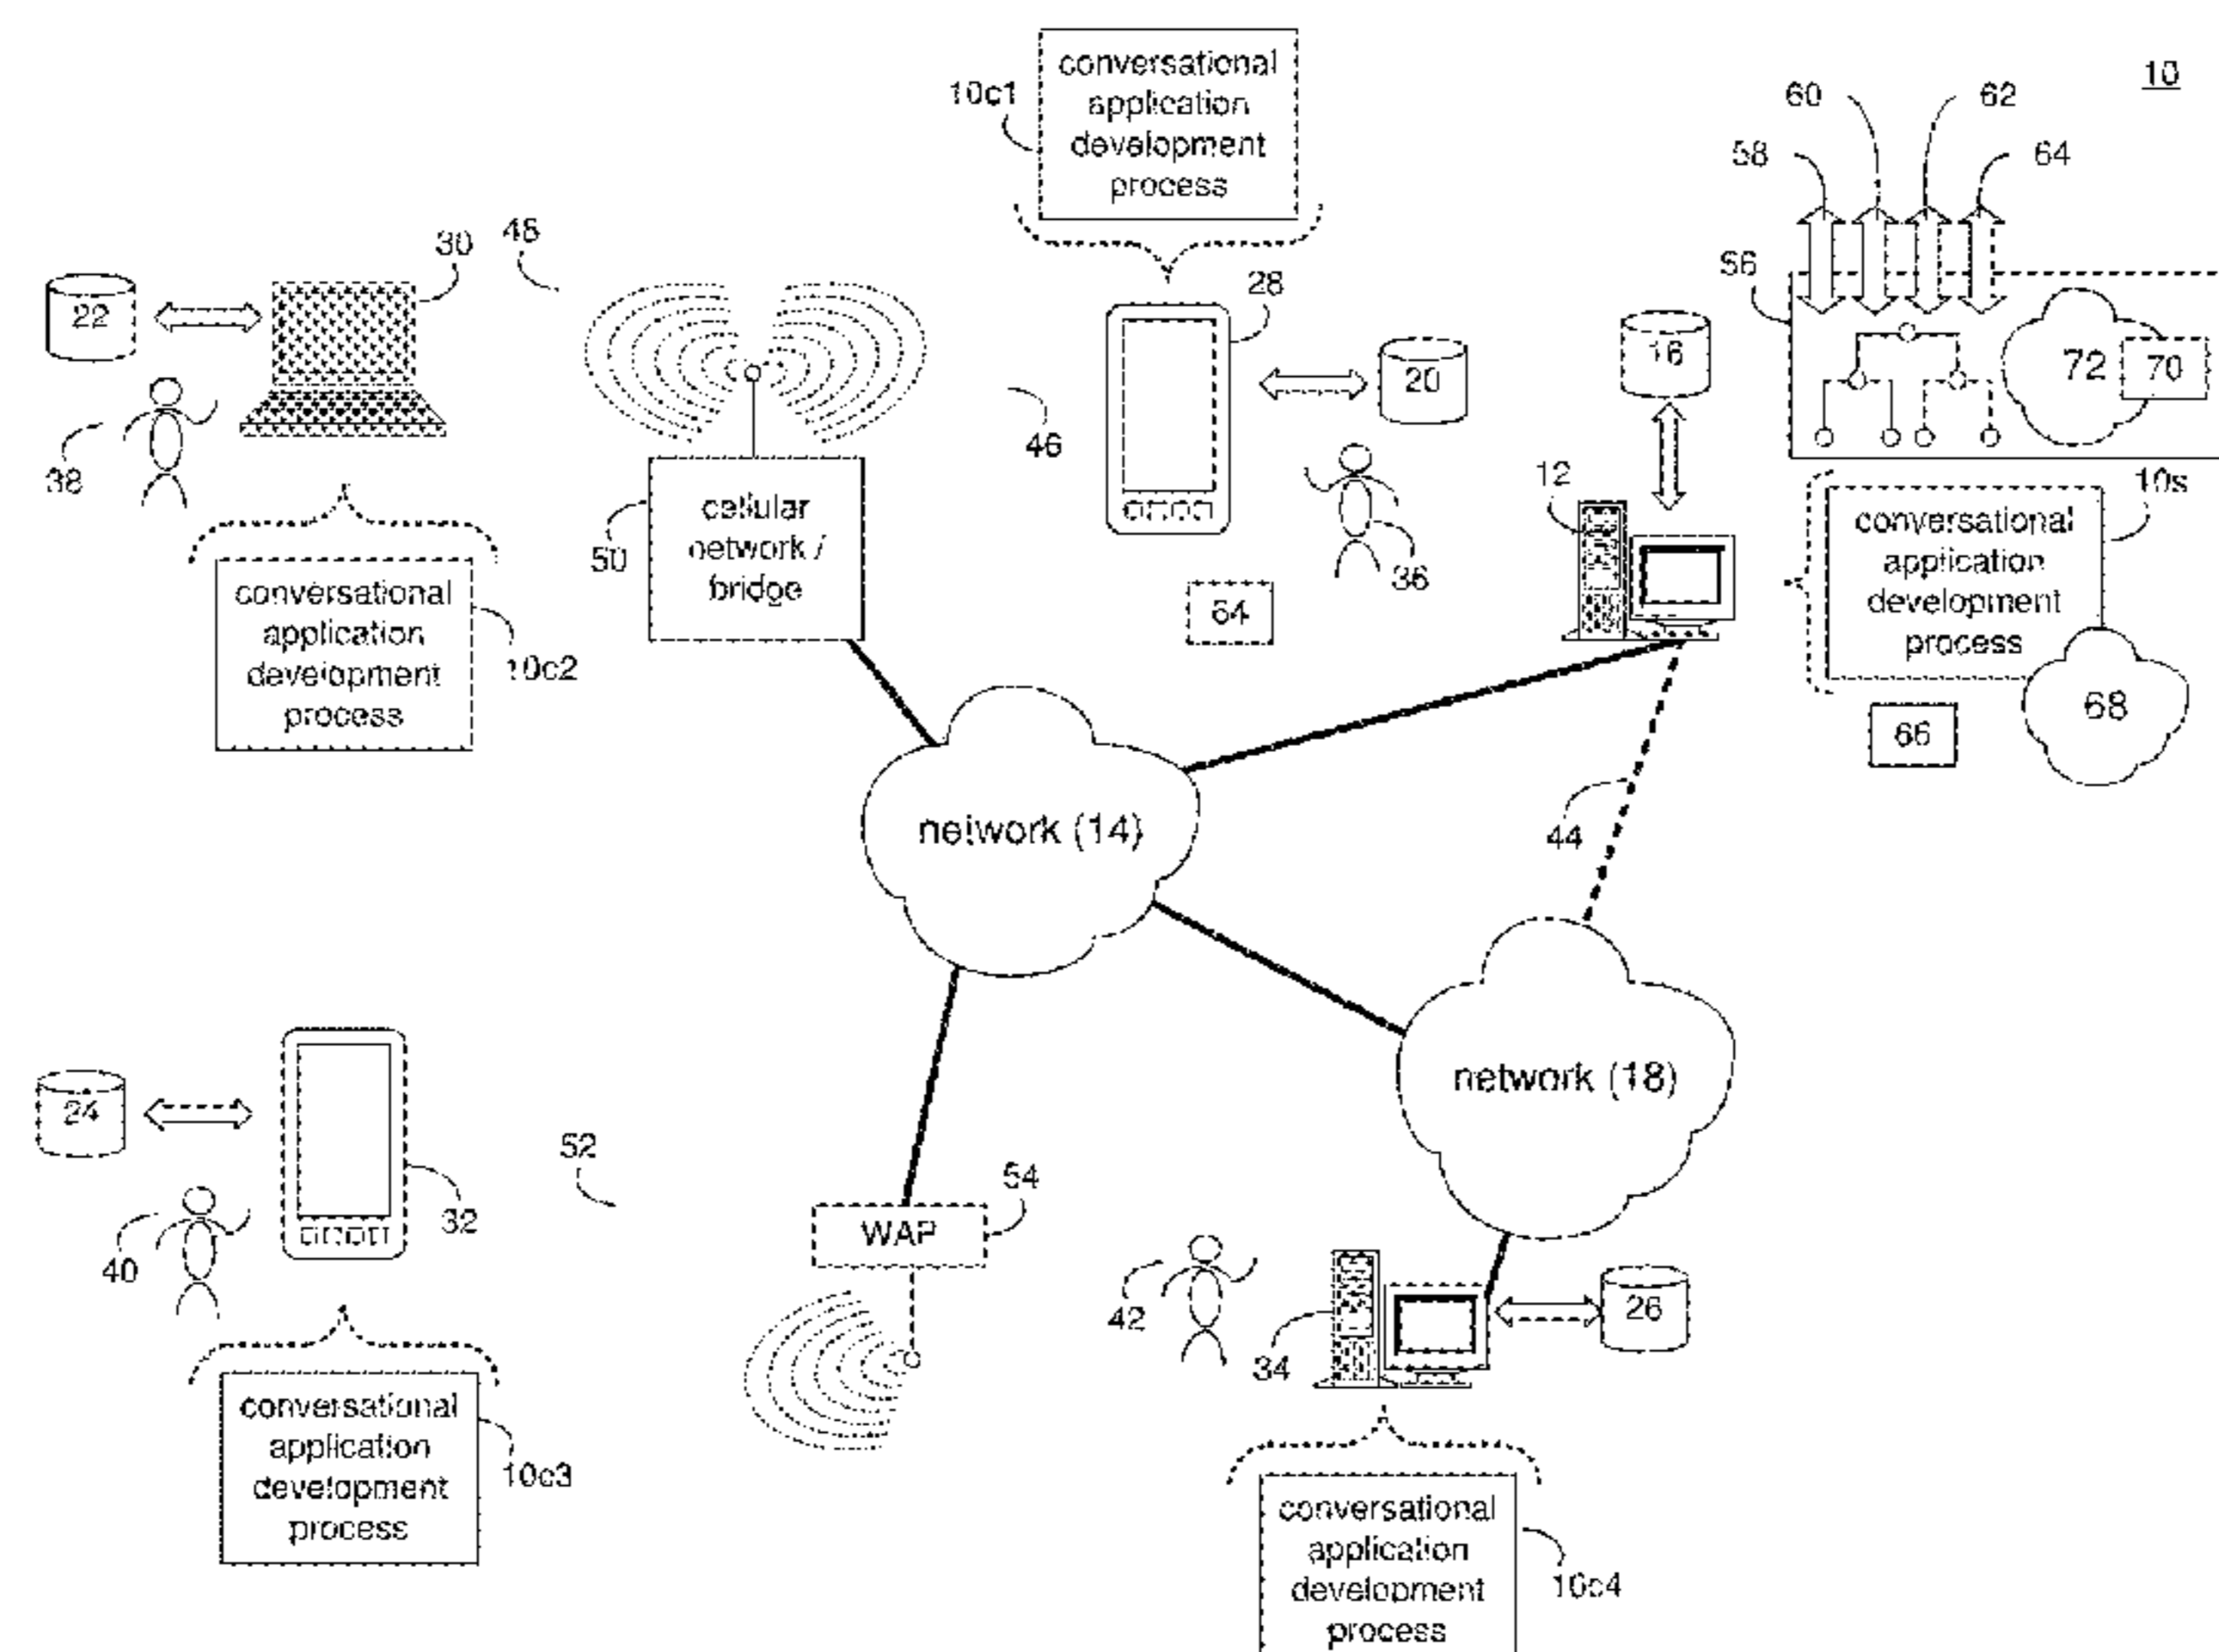 10
10c1
conversational
application
development
process
60
62
58
64
56
72
70
48
30
22
38
cellular
network /
bridge
50
46
28
20
36
64
16
12
10s
conversational
application
development
process
68
66
conversational
application
development
process
10c2
network (14)
44
network (18)
24
32
40
52
54
WAP
42
34
26
conversational
application
development
process
10c3
conversational
application
development
process
10c4